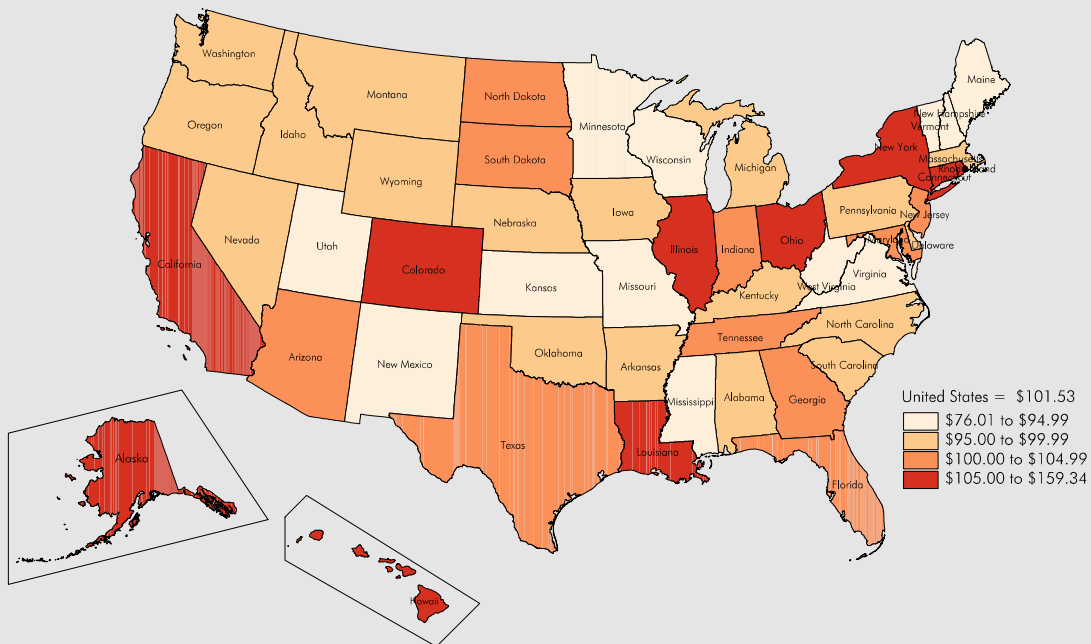 Washington
Oregon
Idaho
Montana
Wyoming
Nevada
Utah
California
Arizona
Colorado
New Mexico
North Dakota
South Dakota
Nebraska
Kansas
Oklahoma
Texas
Minnesota
Iowa
Missouri
Arkansas
Louisiana
Wisconsin
Illinois
Michigan
Indiana
Ohio
Kentucky
Tennessee
Mississippi
Alabama
Georgia
Florida
South Carolina
North Carolina
Virginia
West Virginia
Pennsylvania
Maryland
Delaware
New Jersey
New York
Connecticut
Rhode Island
Massachusetts
Vermont
New Hampshire
Maine
Alaska
Hawaii
United States = $101.53
$76.01 to $94.99
$95.00 to $99.99
$100.00 to $104.99
$105.00 to $159.34